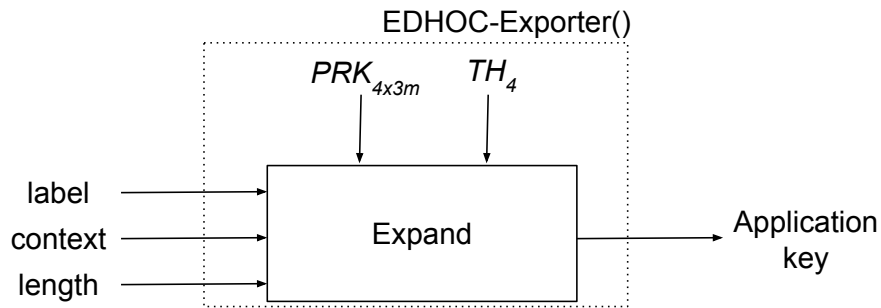 EDHOC-Exporter()
PRK4x3m TH4
label
context
length
Expand
Application
key